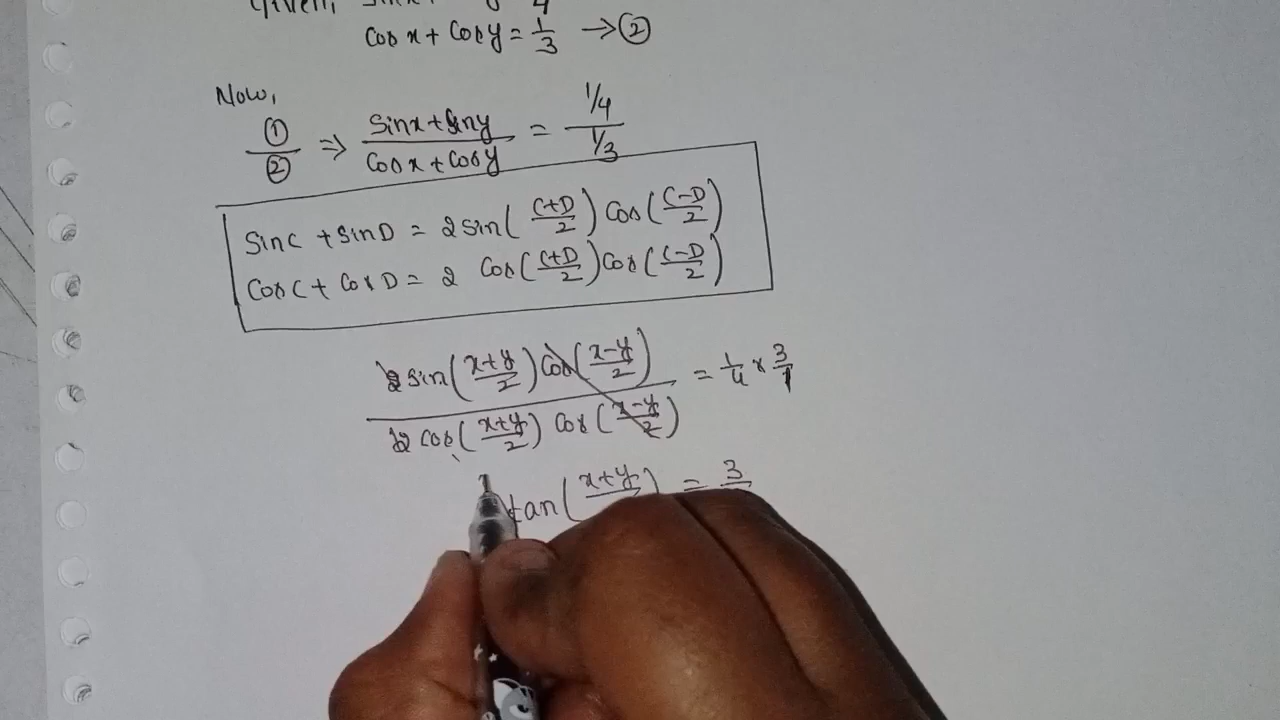 Given,
cos x + cos y = 1/3 → ②
Now,
①/② ⇒ (sin x + sin y)/(cos x + cos y) = (1/4)/(1/3)
sin C + sin D = 2 sin((C+D)/2) cos((C-D)/2)
cos C + cos D = 2 cos((C+D)/2) cos((C-D)/2)
2 sin((x+y)/2) cos((x-y)/2) / 2 cos((x+y)/2) cos((x-y)/2) = 1/4 × 3/1
tan(x+y = 3